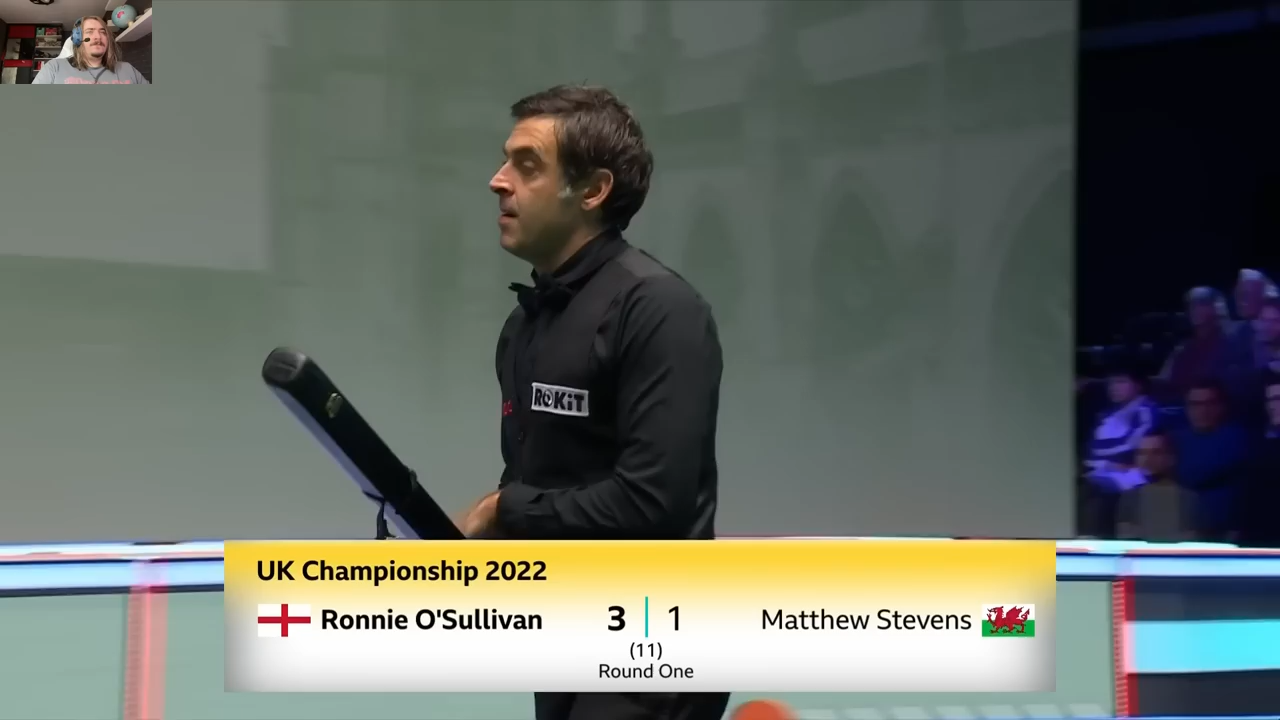 ROKiT
UK Championship 2022
Ronnie O'Sullivan 3 1 Matthew Stevens
(11)
Round One